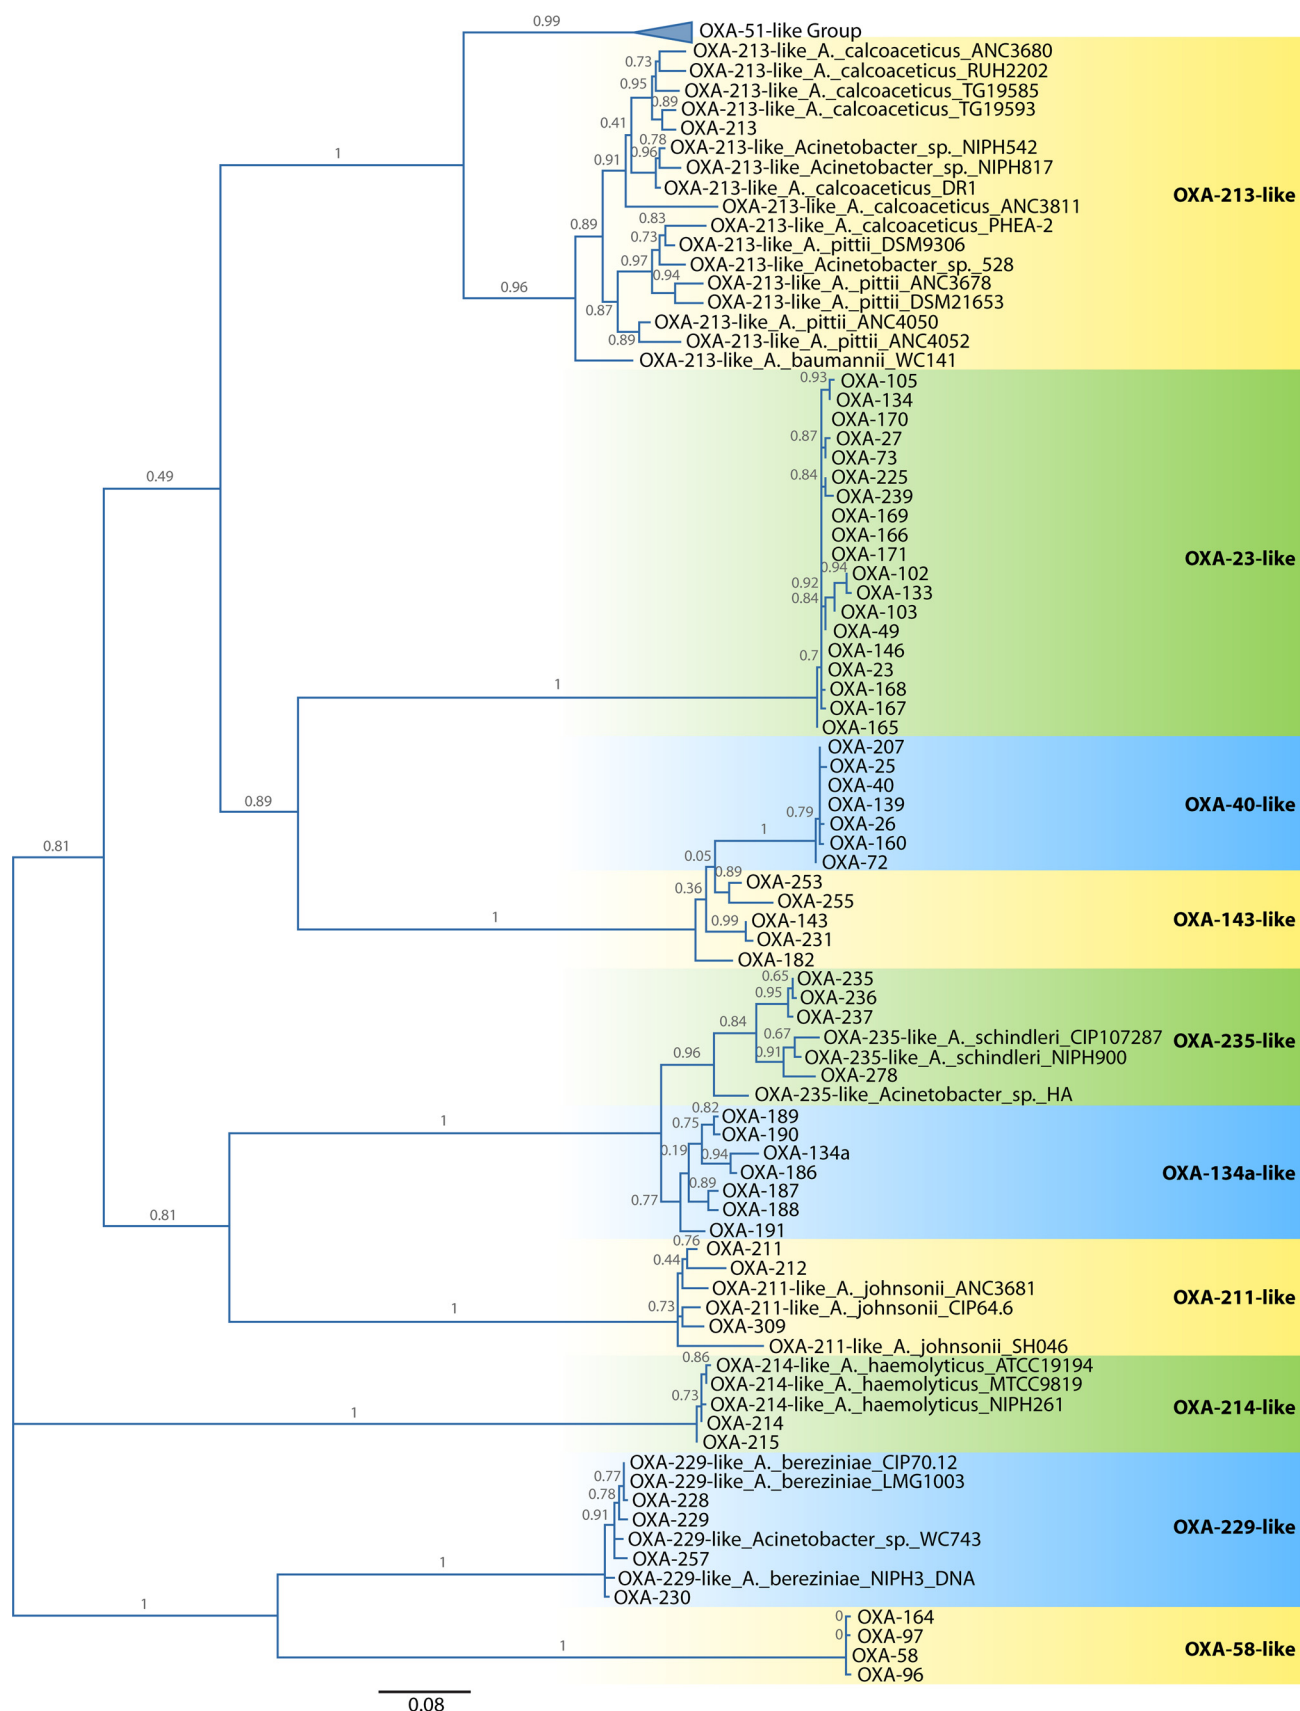 0.99
OXA-51-like Group
OXA-213-like_A._calcoaceticus_ANC3680
0.73
OXA-213-like_A._calcoaceticus_RUH2202
0.95
OXA-213-like_A._calcoaceticus_TG19585
0.89
OXA-213-like_A._calcoaceticus_TG19593
0.41
OXA-213
0.78
OXA-213-like_Acinetobacter_sp._NIPH542
0.96
1
0.91
OXA-213-like_Acinetobacter_sp._NIPH817
OXA-213-like_A._calcoaceticus_DR1
OXA-213-like
OXA-213-like_A._calcoaceticus_ANC3811
0.89
0.83
OXA-213-like_A._calcoaceticus_PHEA-2
0.73
OXA-213-like_A._pittii_DSM9306
0.97
OXA-213-like_Acinetobacter_sp._528
0.94
OXA-213-like_A._pittii_ANC3678
0.96
OXA-213-like_A._pittii_DSM21653
0.87
OXA-213-like_A._pittii_ANC4050
0.89
OXA-213-like_A._pittii_ANC4052
OXA-213-like_A._baumannii_WC141
0.93
OXA-105
OXA-134
OXA-170
0.87
OXA-27
OXA-73
0.49
0.84
OXA-225
OXA-239
OXA-169
OXA-166
OXA-171
OXA-23-like
0.94
OXA-102
0.92
OXA-133
0.84
OXA-103
OXA-49
OXA-146
0.7
OXA-23
1
OXA-168
OXA-167
OXA-165
OXA-207
OXA-25
OXA-40
0.89
OXA-139
OXA-40-like
0.79
OXA-26
1
OXA-160
0.81
0.05
OXA-72
0.89
OXA-253
0.36
OXA-255
1
0.99
OXA-143
OXA-143-like
OXA-231
OXA-182
0.65
OXA-235
0.95
OXA-236
OXA-237
0.84
0.67
OXA-235-like_A._schindleri_CIP107287
OXA-235-like
0.96
0.91
OXA-235-like_A._schindleri_NIPH900
OXA-278
OXA-235-like_Acinetobacter_sp._HA
0.82
OXA-189
1
0.75
OXA-190
0.19
0.94
OXA-134a
OXA-186
OXA-134a-like
0.89
OXA-187
0.77
OXA-188
0.81
OXA-191
0.76
OXA-211
0.44
OXA-212
OXA-211-like_A._johnsonii_ANC3681
OXA-211-like
1
0.73
OXA-211-like_A._johnsonii_CIP64.6
OXA-309
OXA-211-like_A._johnsonii_SH046
0.86
OXA-214-like_A._haemolyticus_ATCC19194
OXA-214-like_A._haemolyticus_MTCC9819
0.73
OXA-214-like_A._haemolyticus_NIPH261
OXA-214-like
1
OXA-214
OXA-215
OXA-229-like_A._bereziniae_CIP70.12
0.77
OXA-229-like_A._bereziniae_LMG1003
0.78
OXA-228
0.91
OXA-229
OXA-229-like
OXA-229-like_Acinetobacter_sp._WC743
1
OXA-257
OXA-229-like_A._bereziniae_NIPH3_DNA
OXA-230
1
0
OXA-164
0
OXA-97
1
OXA-58
OXA-58-like
OXA-96
0.08